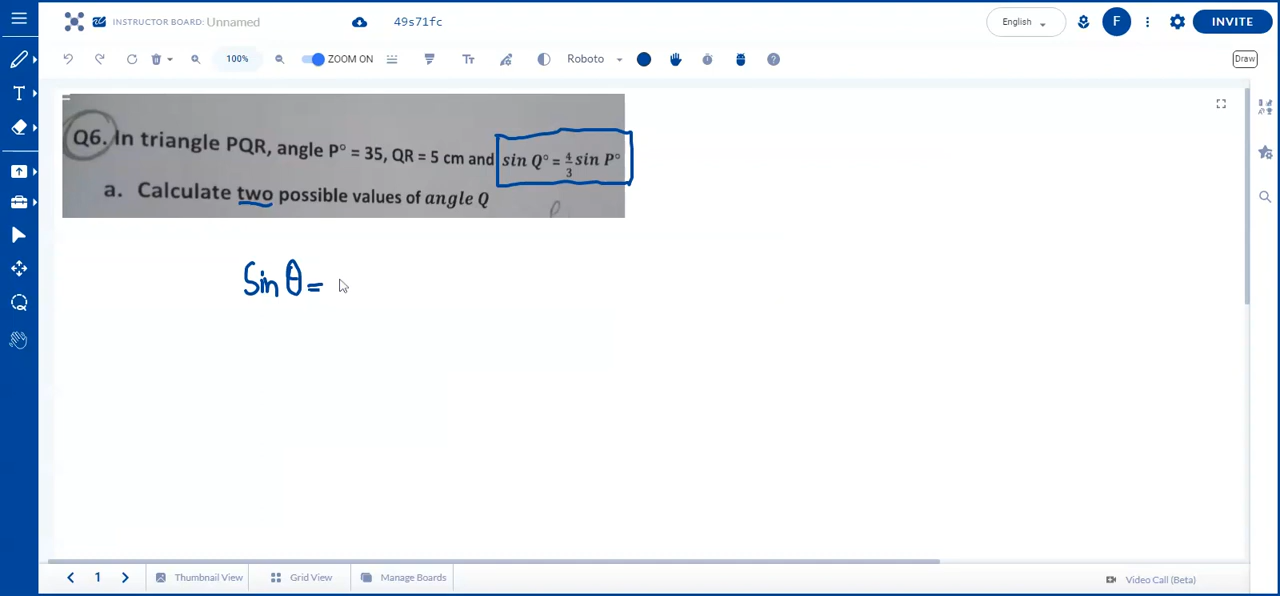 INSTRUCTOR BOARD: Unnamed
49s71fc
English
F
INVITE
100%
ZOOM ON
Roboto
Draw
Q6. In triangle PQR, angle P° = 35, QR = 5 cm and sin Q° = 4/3 sin P°
a. Calculate two possible values of angle Q
Sin θ =
1
Thumbnail View
Grid View
Manage Boards
Video Call (Beta)